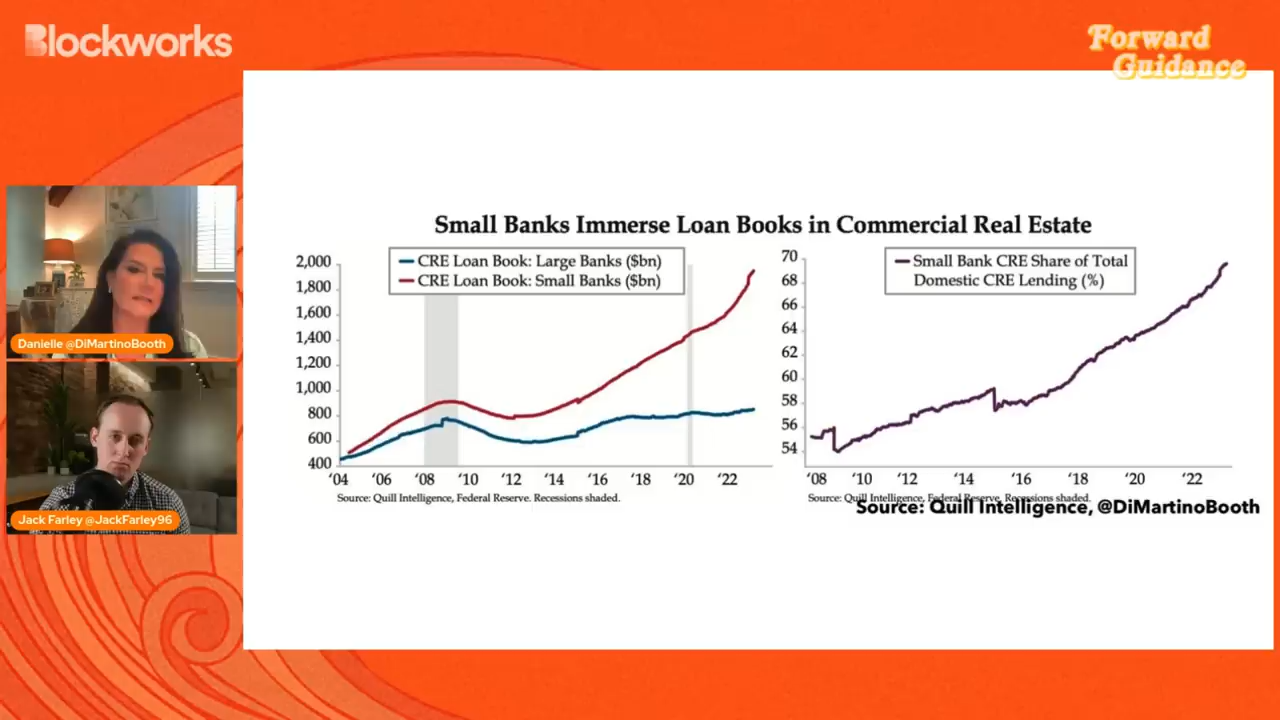 Blockworks
Forward
Guidance
Small Banks Immerse Loan Books in Commercial Real Estate
CRE Loan Book: Large Banks ($bn)
CRE Loan Book: Small Banks ($bn)
2,000
1,800
1,600
1,400
1,200
1,000
800
600
400
'04 '06 '08 '10 '12 '14 '16 '18 '20 '22
Source: Quill Intelligence, Federal Reserve. Recessions shaded.
Small Bank CRE Share of Total
Domestic CRE Lending (%)
70
68
66
64
62
60
58
56
54
'08 '10 '12 '14 '16 '18 '20 '22
Source: Quill Intelligence, Federal Reserve. Recessions shaded.
Source: Quill Intelligence, @DiMartinoBooth
Danielle @DiMartinoBooth
Jack Farley @JackFarley96